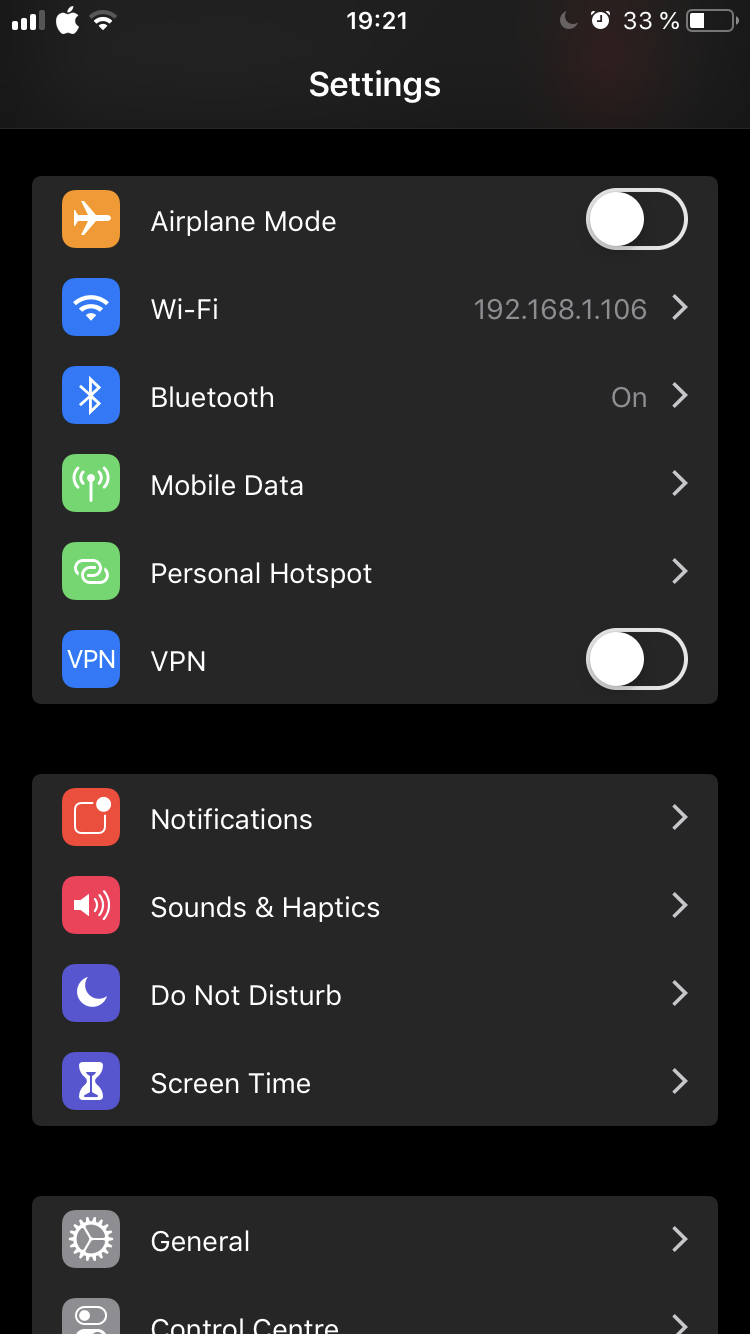 19:21 33 %
Settings
Airplane Mode
Wi-Fi 192.168.1.106
Bluetooth On
Mobile Data
Personal Hotspot
VPN VPN
Notifications
Sounds & Haptics
Do Not Disturb
Screen Time
General
Control Centre